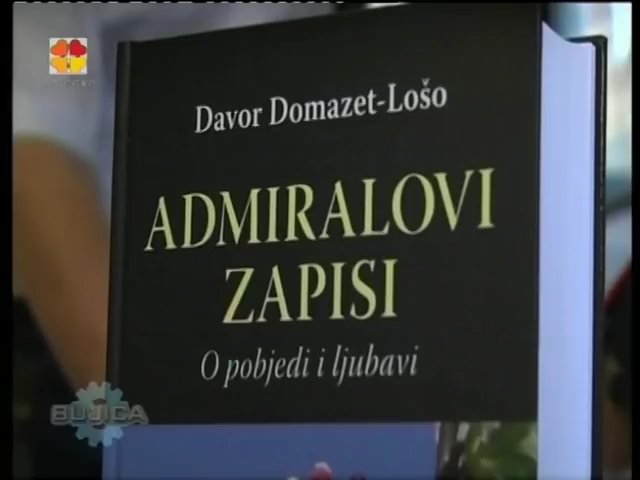 Davor Domazet-Lošo
ADMIRALOVI
ZAPISI
O pobjedi i ljubavi
BUJICA